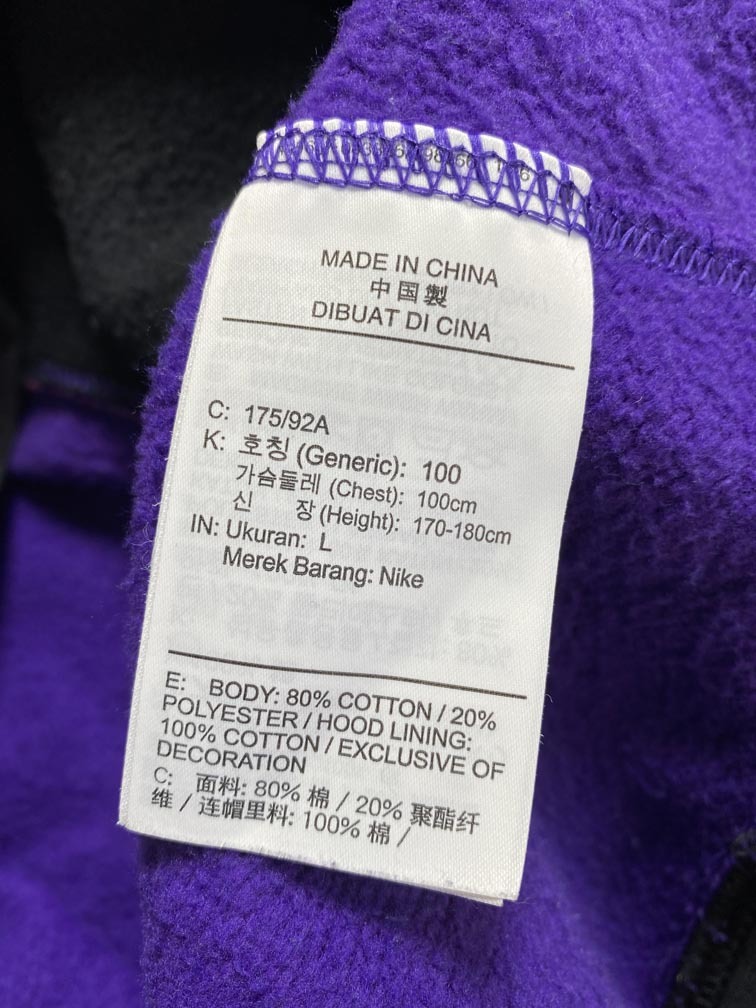 MADE IN CHINA
中国製
DIBUAT DI CINA
C: 175/92A
K: 호칭 (Generic): 100
가슴둘레 (Chest): 100cm
신 장 (Height): 170-180cm
IN: Ukuran: L
Merek Barang: Nike
E: BODY: 80% COTTON / 20%
POLYESTER / HOOD LINING:
100% COTTON / EXCLUSIVE OF
DECORATION
C: 面料: 80% 棉 / 20% 聚酯纤
维 / 连帽里料: 100% 棉 /